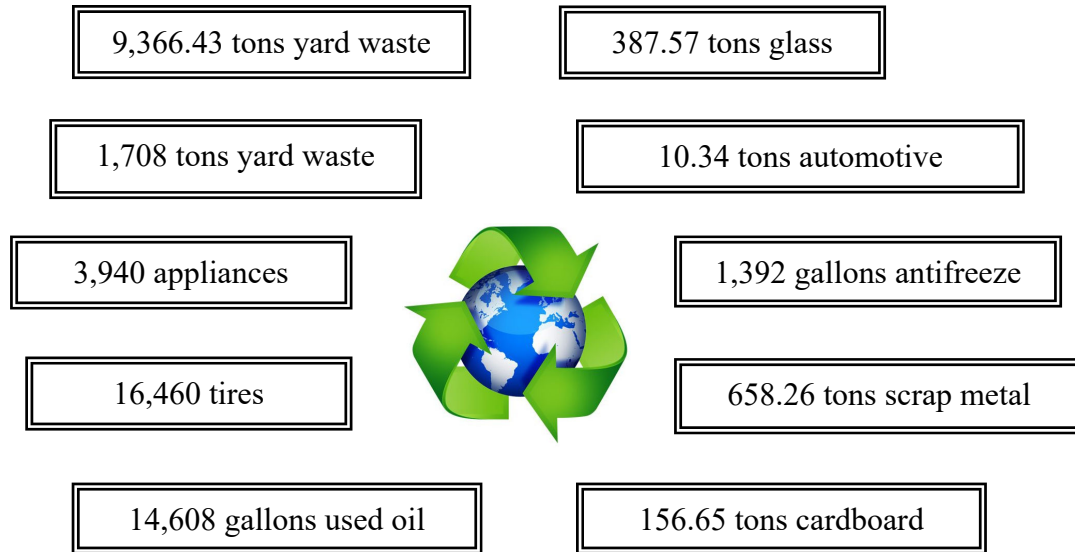 9,366.43 tons yard waste
387.57 tons glass
1,708 tons yard waste
10.34 tons automotive
3,940 appliances
1,392 gallons antifreeze
16,460 tires
658.26 tons scrap metal
14,608 gallons used oil
156.65 tons cardboard